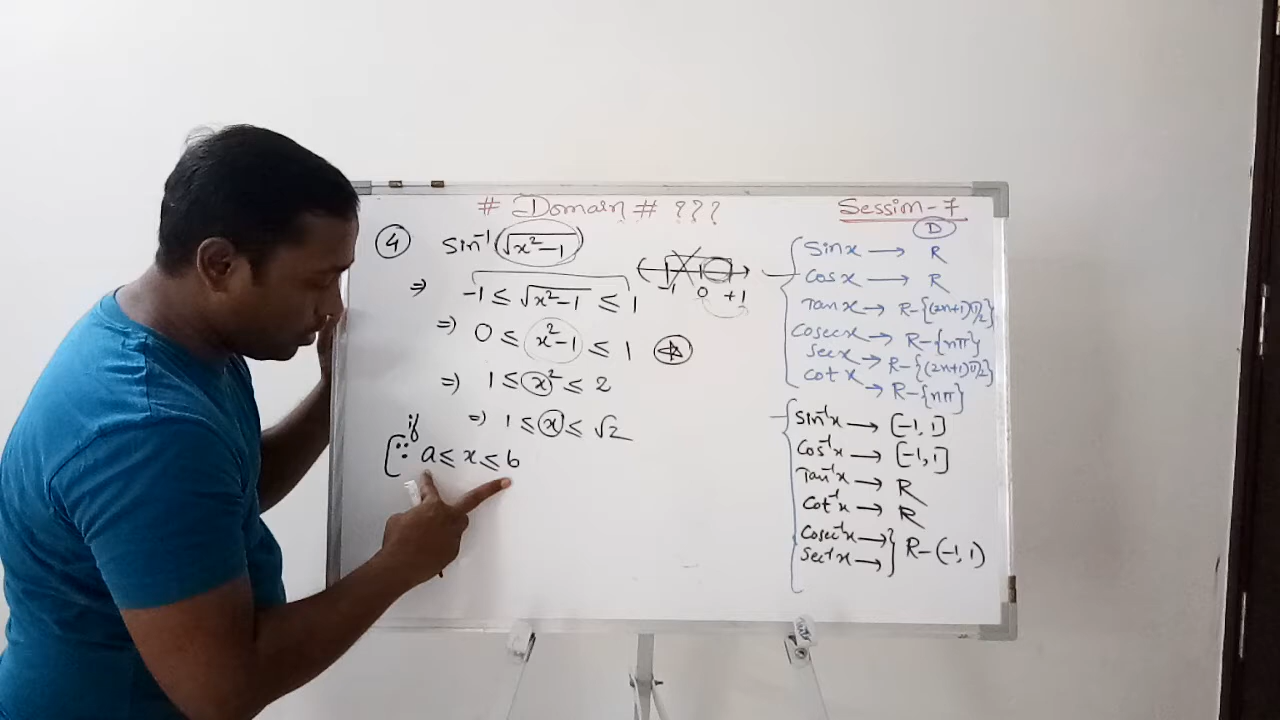 # Domain # ???
Session-7
④ sin⁻¹(√x²-1)
⇒ -1 ≤ √x²-1 ≤ 1
⇒ 0 ≤ x²-1 ≤ 1
⇒ 1 ≤ x² ≤ 2
⇒ 1 ≤ x ≤ √2
if
[∵ a ≤ x ≤ b
-1 0 +1
D
Sin x → R
Cos x → R
Tan x → R-{(2n+1)π/2}
Cosec x → R-{nπ}
Sec x → R-{(2n+1)π/2}
Cot x → R-{nπ}
Sin⁻¹x → [-1, 1]
Cos⁻¹x → [-1, 1]
Tan⁻¹x → R
Cot⁻¹x → R
Cosec⁻¹x →
Sec⁻¹x → } R-(-1, 1)